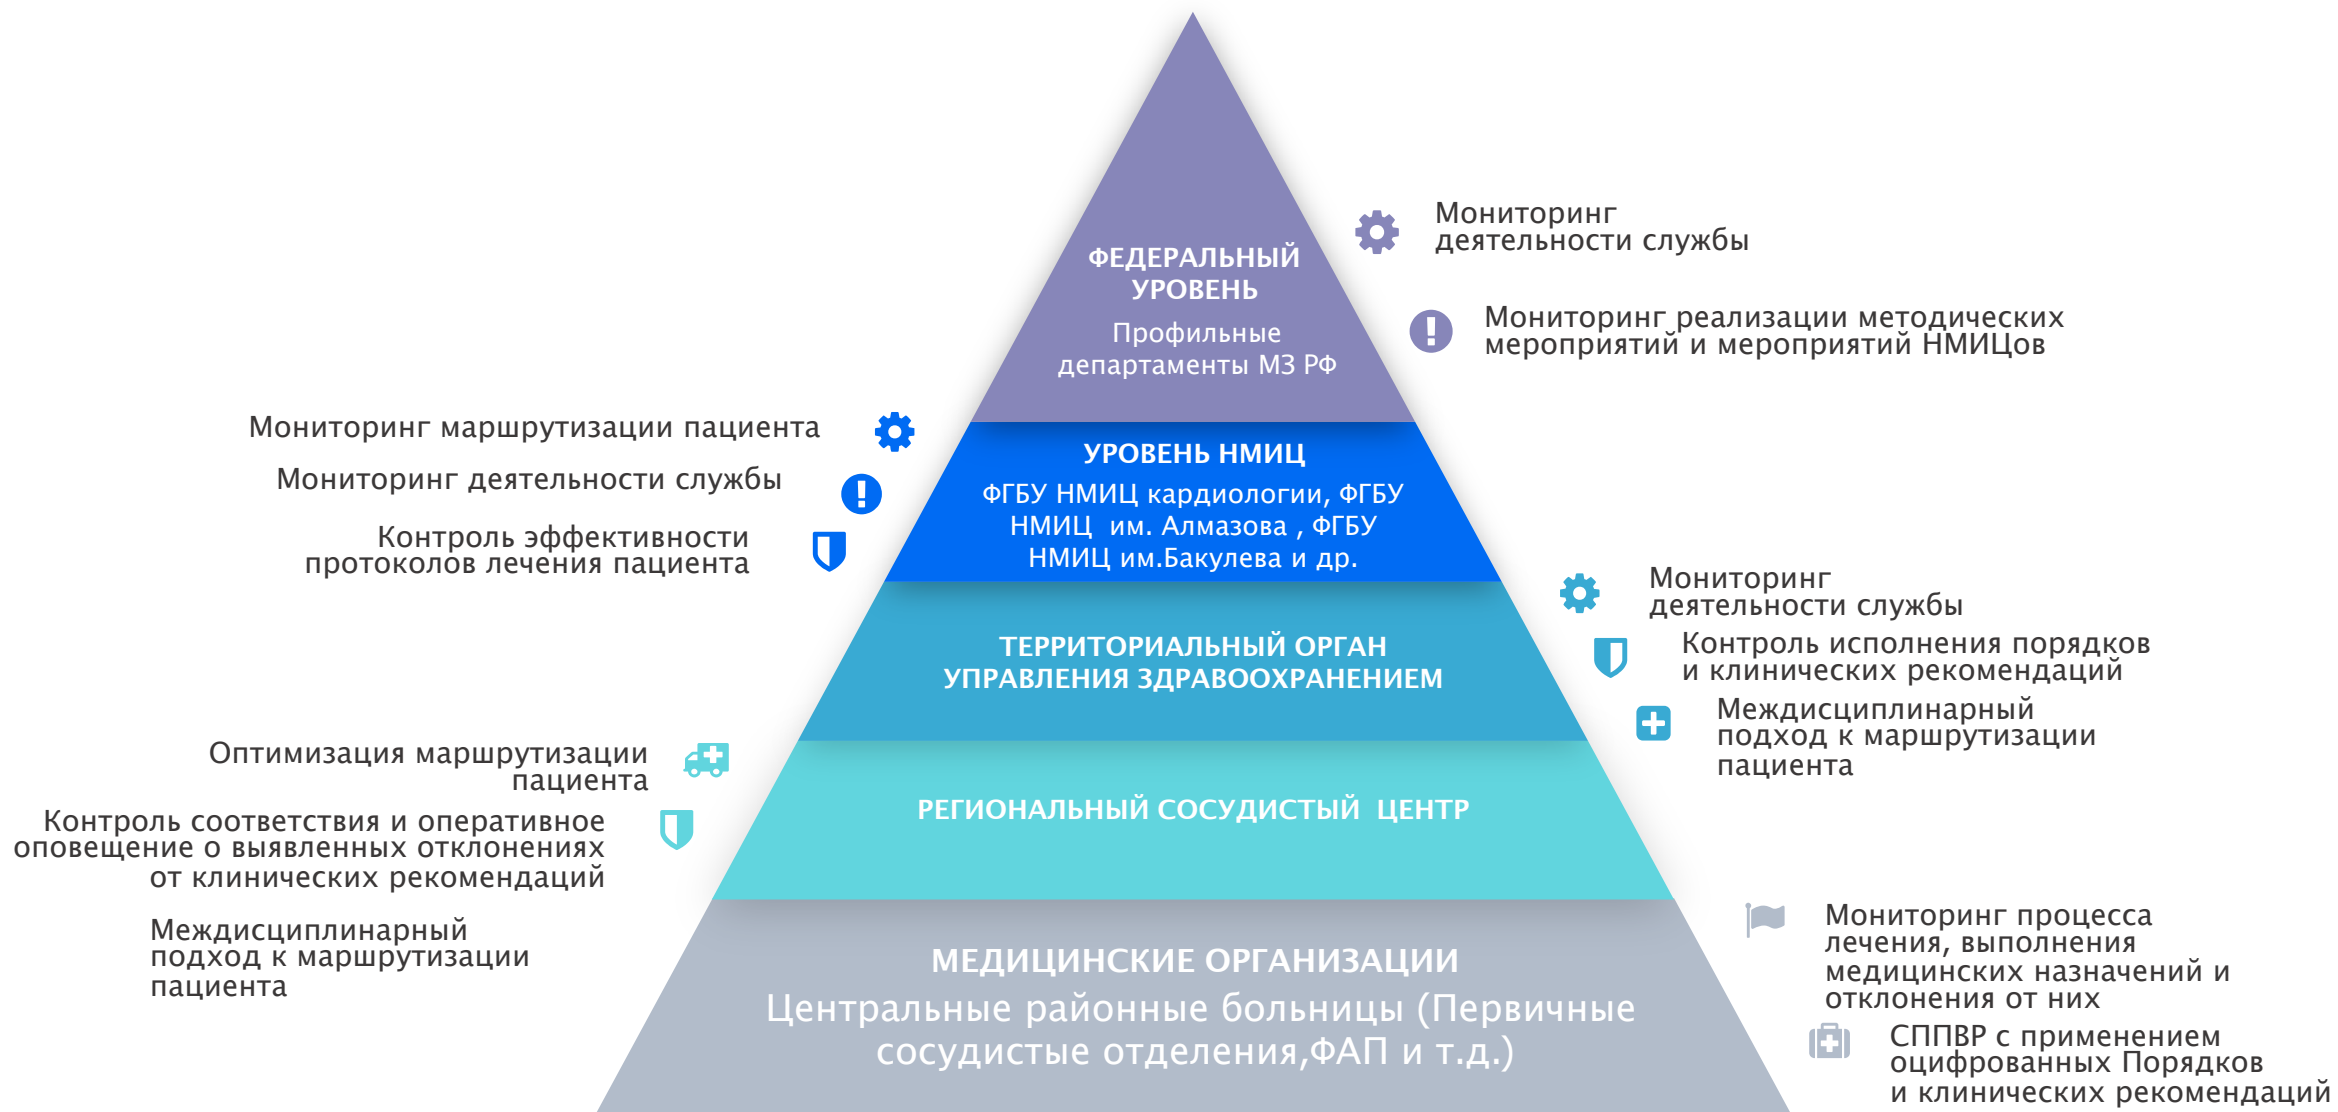 ФЕДЕРАЛЬНЫЙ
УРОВЕНЬ
Профильные
департаменты МЗ РФ
Мониторинг
деятельности службы
Мониторинг реализации методических
мероприятий и мероприятий НМИЦов
Мониторинг маршрутизации пациента
Мониторинг деятельности службы
Контроль эффективности
протоколов лечения пациента
УРОВЕНЬ НМИЦ
ФГБУ НМИЦ кардиологии, ФГБУ
НМИЦ  им. Алмазова , ФГБУ
НМИЦ им.Бакулева и др.
ТЕРРИТОРИАЛЬНЫЙ ОРГАН
УПРАВЛЕНИЯ ЗДРАВООХРАНЕНИЕМ
Мониторинг
деятельности службы
Контроль исполнения порядков
и клинических рекомендаций
Междисциплинарный
подход к маршрутизации
пациента
Оптимизация маршрутизации
пациента
Контроль соответствия и оперативное
оповещение о выявленных отклонениях
от клинических рекомендаций
Междисциплинарный
подход к маршрутизации
пациента
РЕГИОНАЛЬНЫЙ СОСУДИСТЫЙ  ЦЕНТР
МЕДИЦИНСКИЕ ОРГАНИЗАЦИИ
Центральные районные больницы (Первичные
сосудистые отделения,ФАП и т.д.)
Мониторинг процесса
лечения, выполнения
медицинских назначений и
отклонения от них
СППВР с применением
оцифрованных Порядков
и клинических рекомендаций